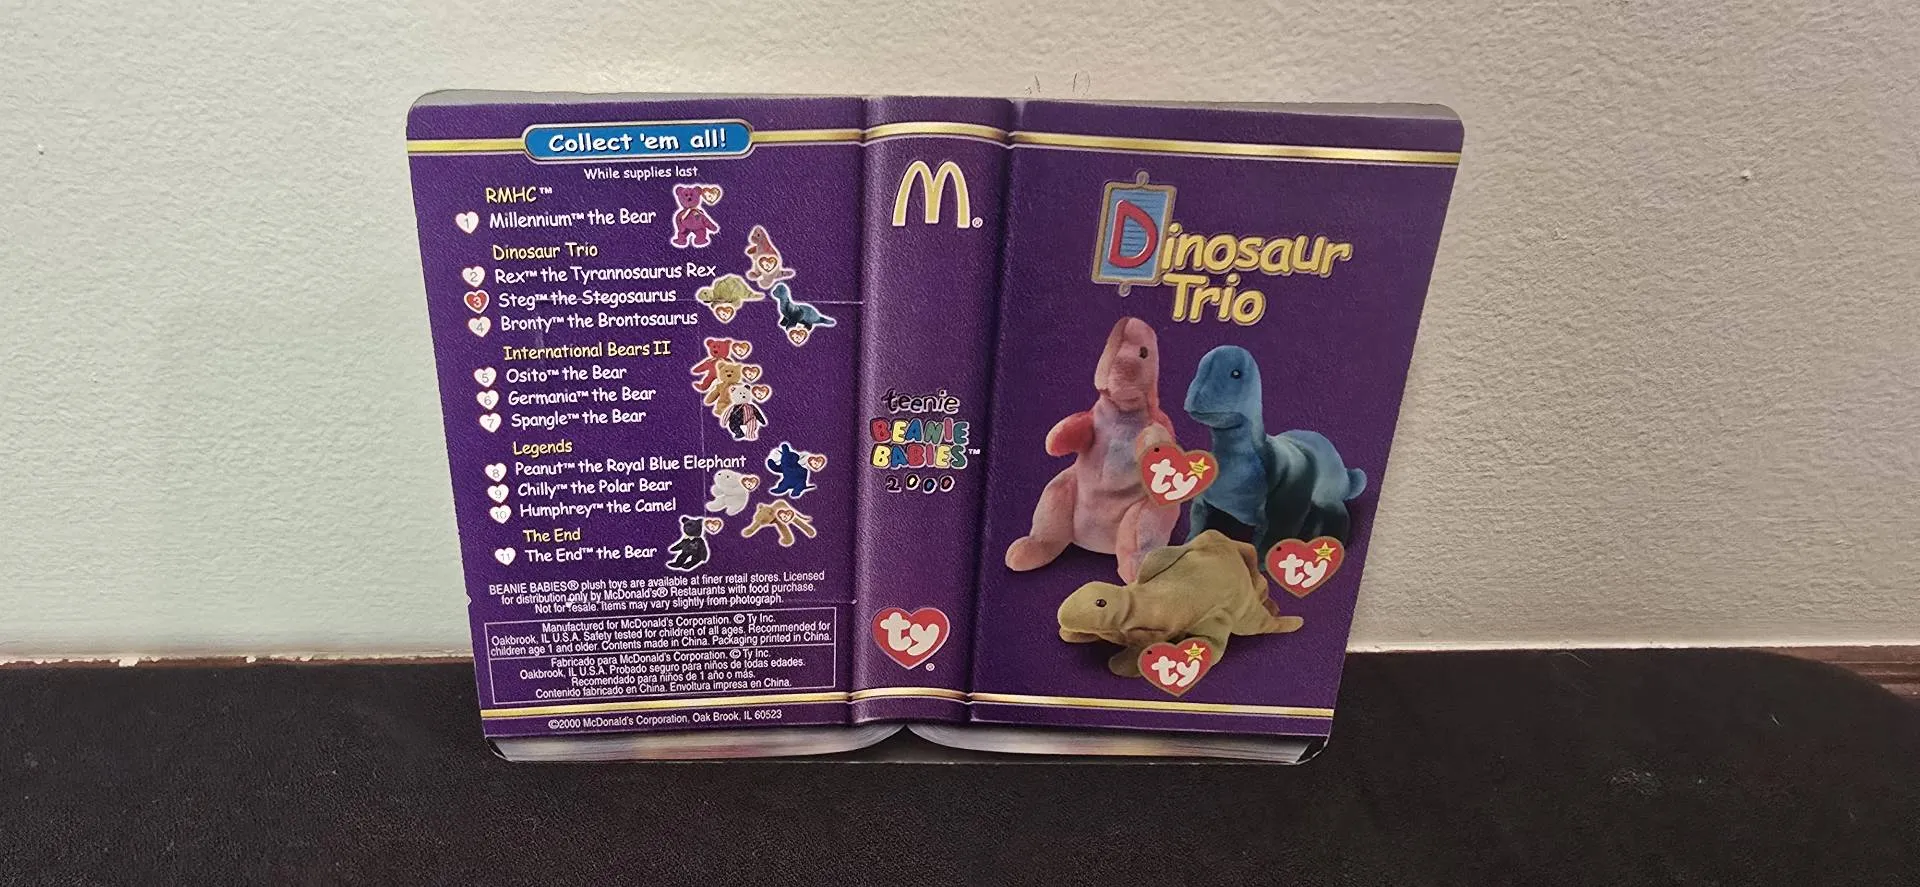 Collect 'em all!
While supplies last
RMHC™
1 Millennium™ the Bear
Dinosaur Trio
2 Rex™ the Tyrannosaurus Rex
3 Steg™ the Stegosaurus
4 Bronty™ the Brontosaurus
International Bears II
5 Osito™ the Bear
6 Germania™ the Bear
7 Spangle™ the Bear
Legends
8 Peanut™ the Royal Blue Elephant
9 Chilly™ the Polar Bear
10 Humphrey™ the Camel
The End
11 The End™ the Bear
BEANIE BABIES® plush toys are available at finer retail stores. Licensed
for distribution only by McDonald's® Restaurants with food purchase.
Not for resale. Items may vary slightly from photograph.
Manufactured for McDonald's Corporation. © Ty Inc.
Oakbrook, IL U.S.A. Safety tested for children of all ages. Recommended for
children age 1 and older. Contents made in China. Packaging printed in China.
Fabricado para McDonald's Corporation. © Ty Inc.
Oakbrook, IL U.S.A. Probado seguro para niños de todas edades.
Recomendado para niños de 1 año o más.
Contenido fabricado en China. Envoltura impresa en China.
©2000 McDonald's Corporation, Oak Brook, IL 60523
M®
teenie
BEANIE
BABIES™
2000
ty®
Dinosaur
Trio
ty
ty
ty